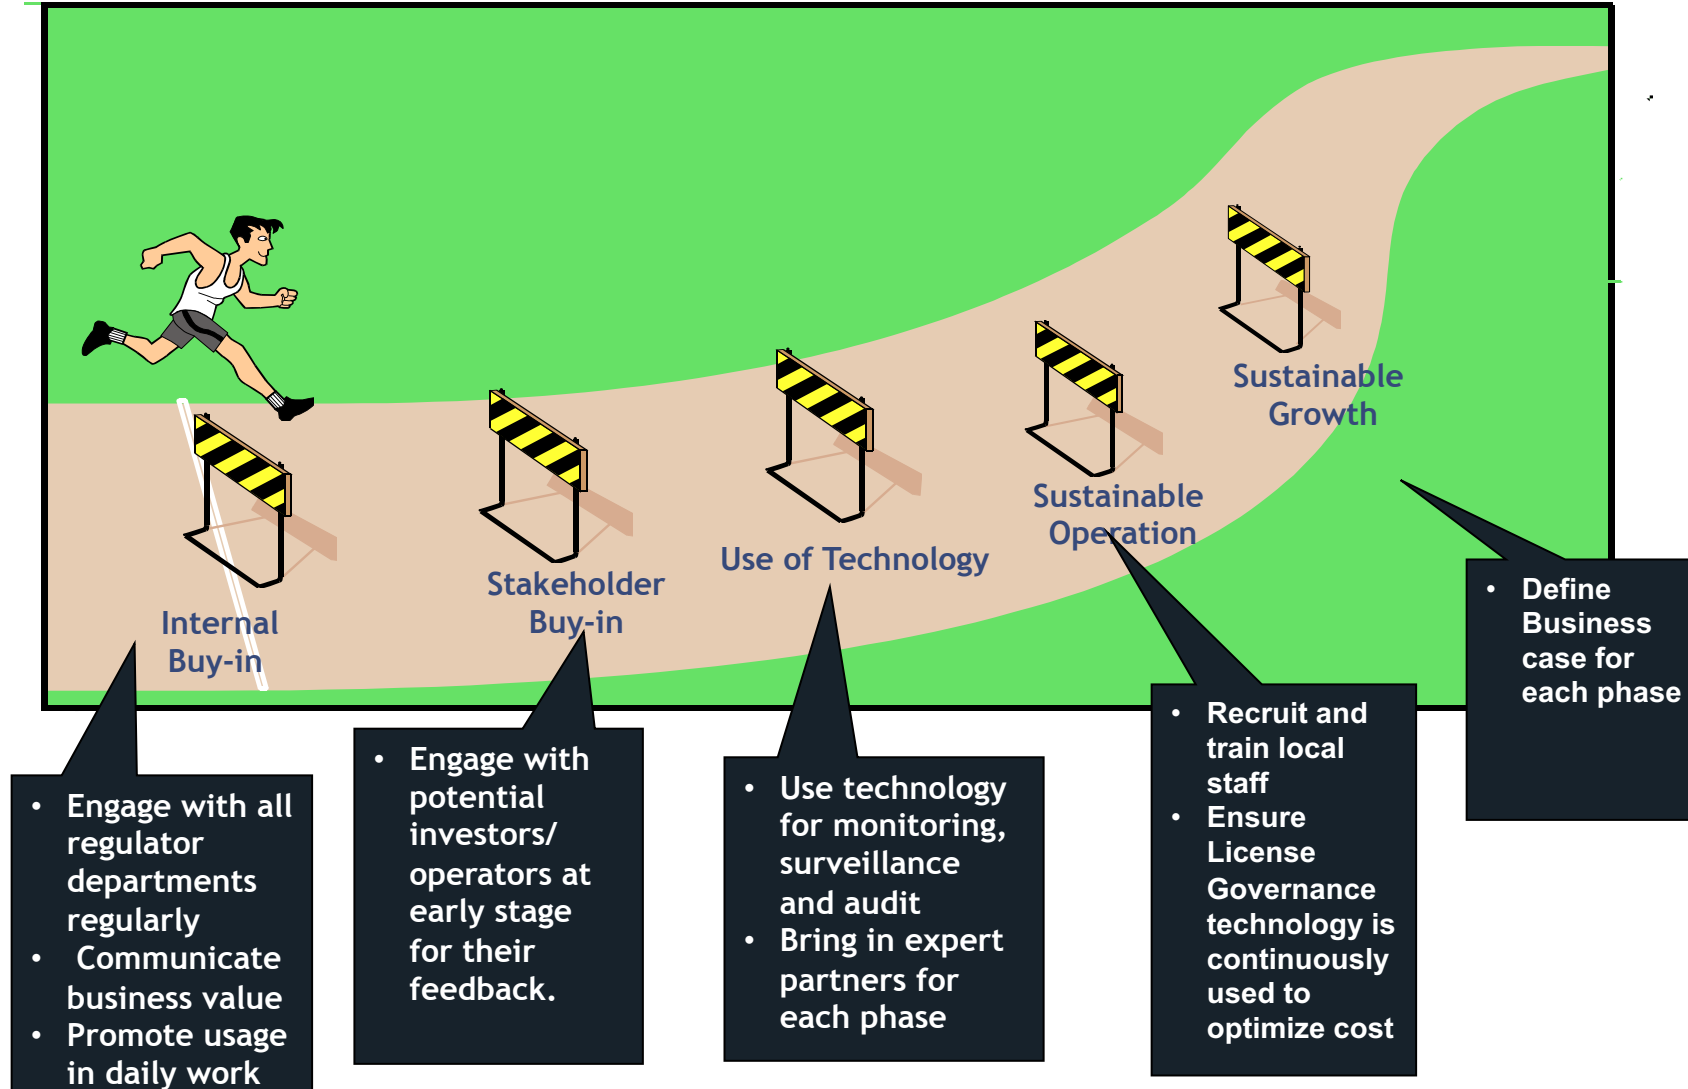 Sustainable
Growth
Sustainable
Operation
Use of Technology
Stakeholder
Buy-in
Internal
Buy-in
• Engage with all
regulator
departments
regularly
• Communicate
business value
• Promote usage
in daily work
• Engage with
potential
investors/
operators at
early stage
for their
feedback.
• Use technology
for monitoring,
surveillance
and audit
• Bring in expert
partners for
each phase
• Recruit and
train local
staff
• Ensure
License
Governance
technology is
continuously
used to
optimize cost
• Define
Business
case for
each phase